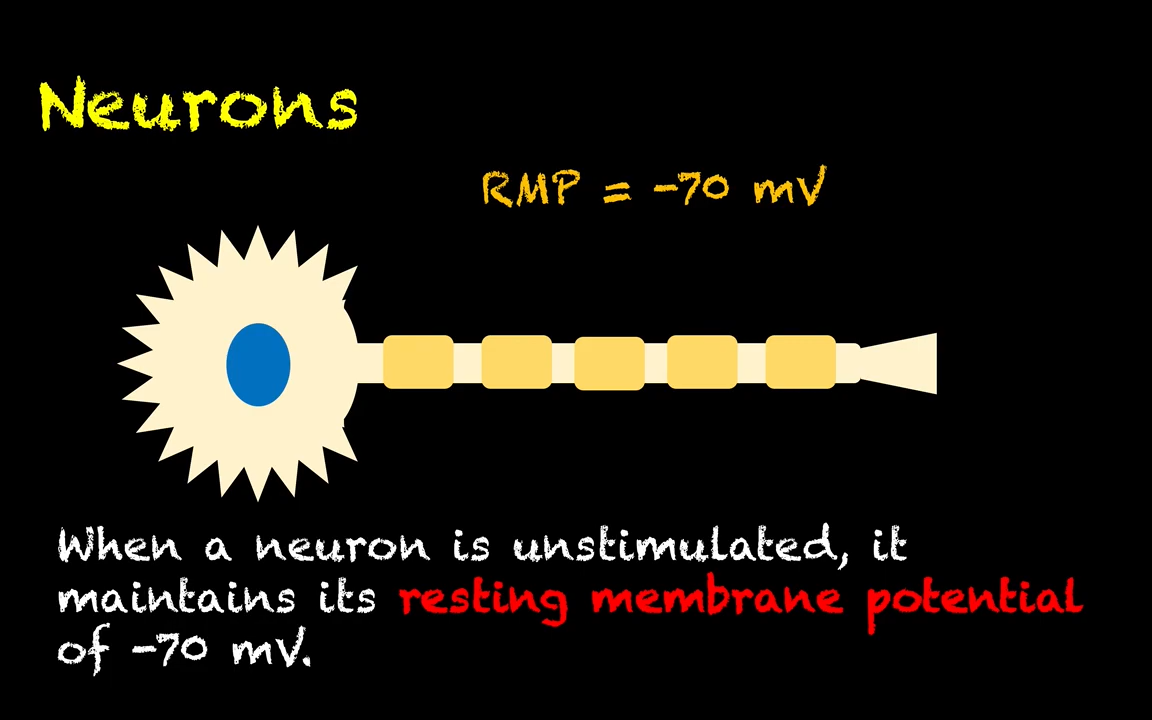 Neurons
RMP = -70 mV
When a neuron is unstimulated, it
maintains its resting membrane potential
of -70 mV.